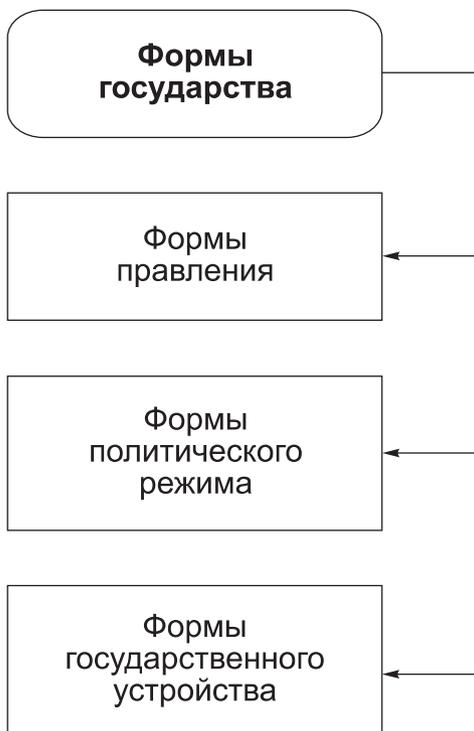 Формы
государства
Формы
правления
Формы
политического
режима
Формы
государственного
устройства